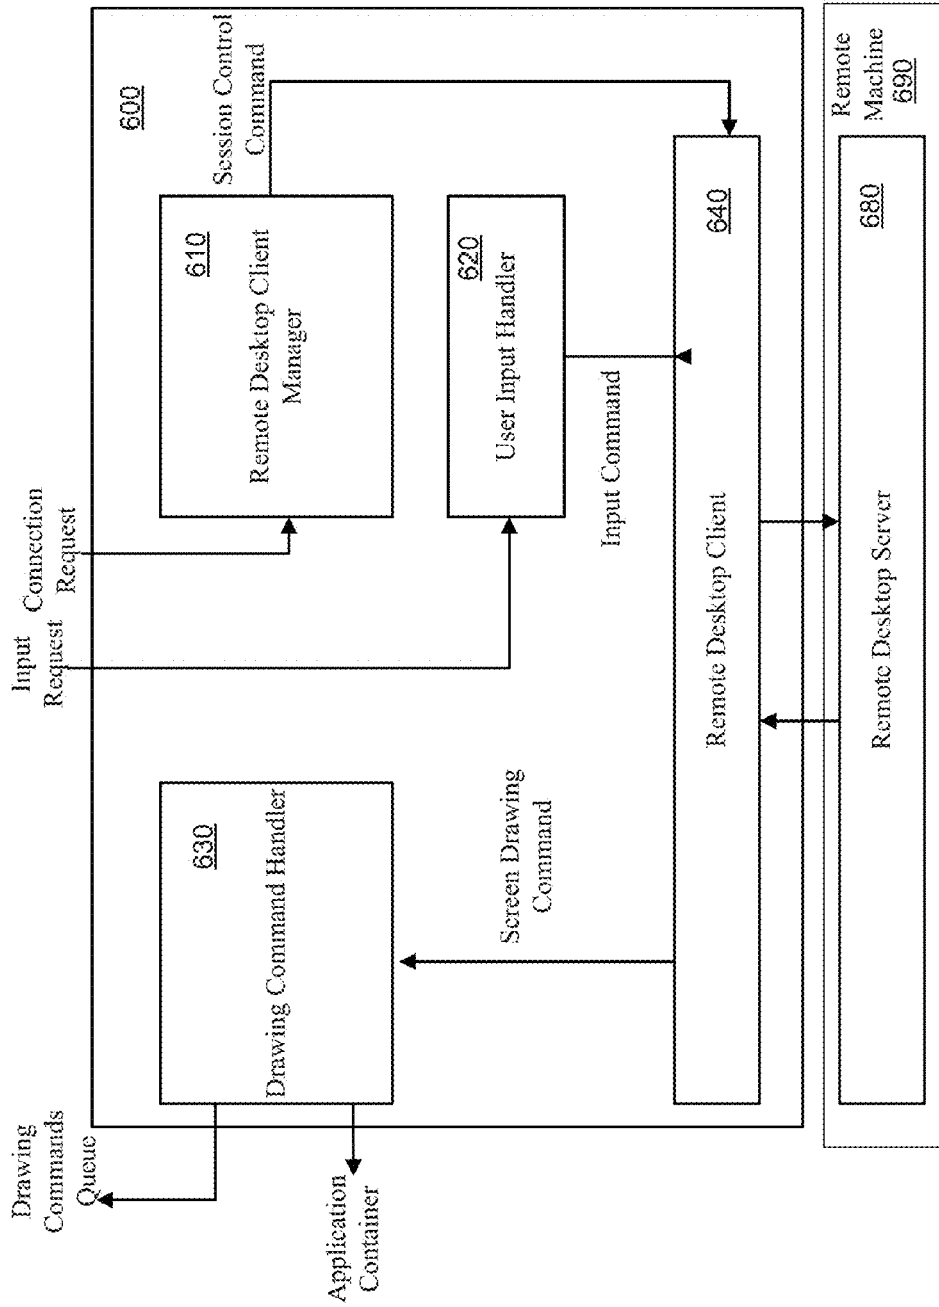 Drawing
Commands
Queue
Input
Request
Connection
Request
600
Session Control
Command
630
Drawing Command Handler
610
Remote Desktop Client
Manager
Application
Container
620
User Input Handler
Screen Drawing
Command
Input Command
640
Remote Desktop Client
Remote
Machine
690
680
Remote Desktop Server